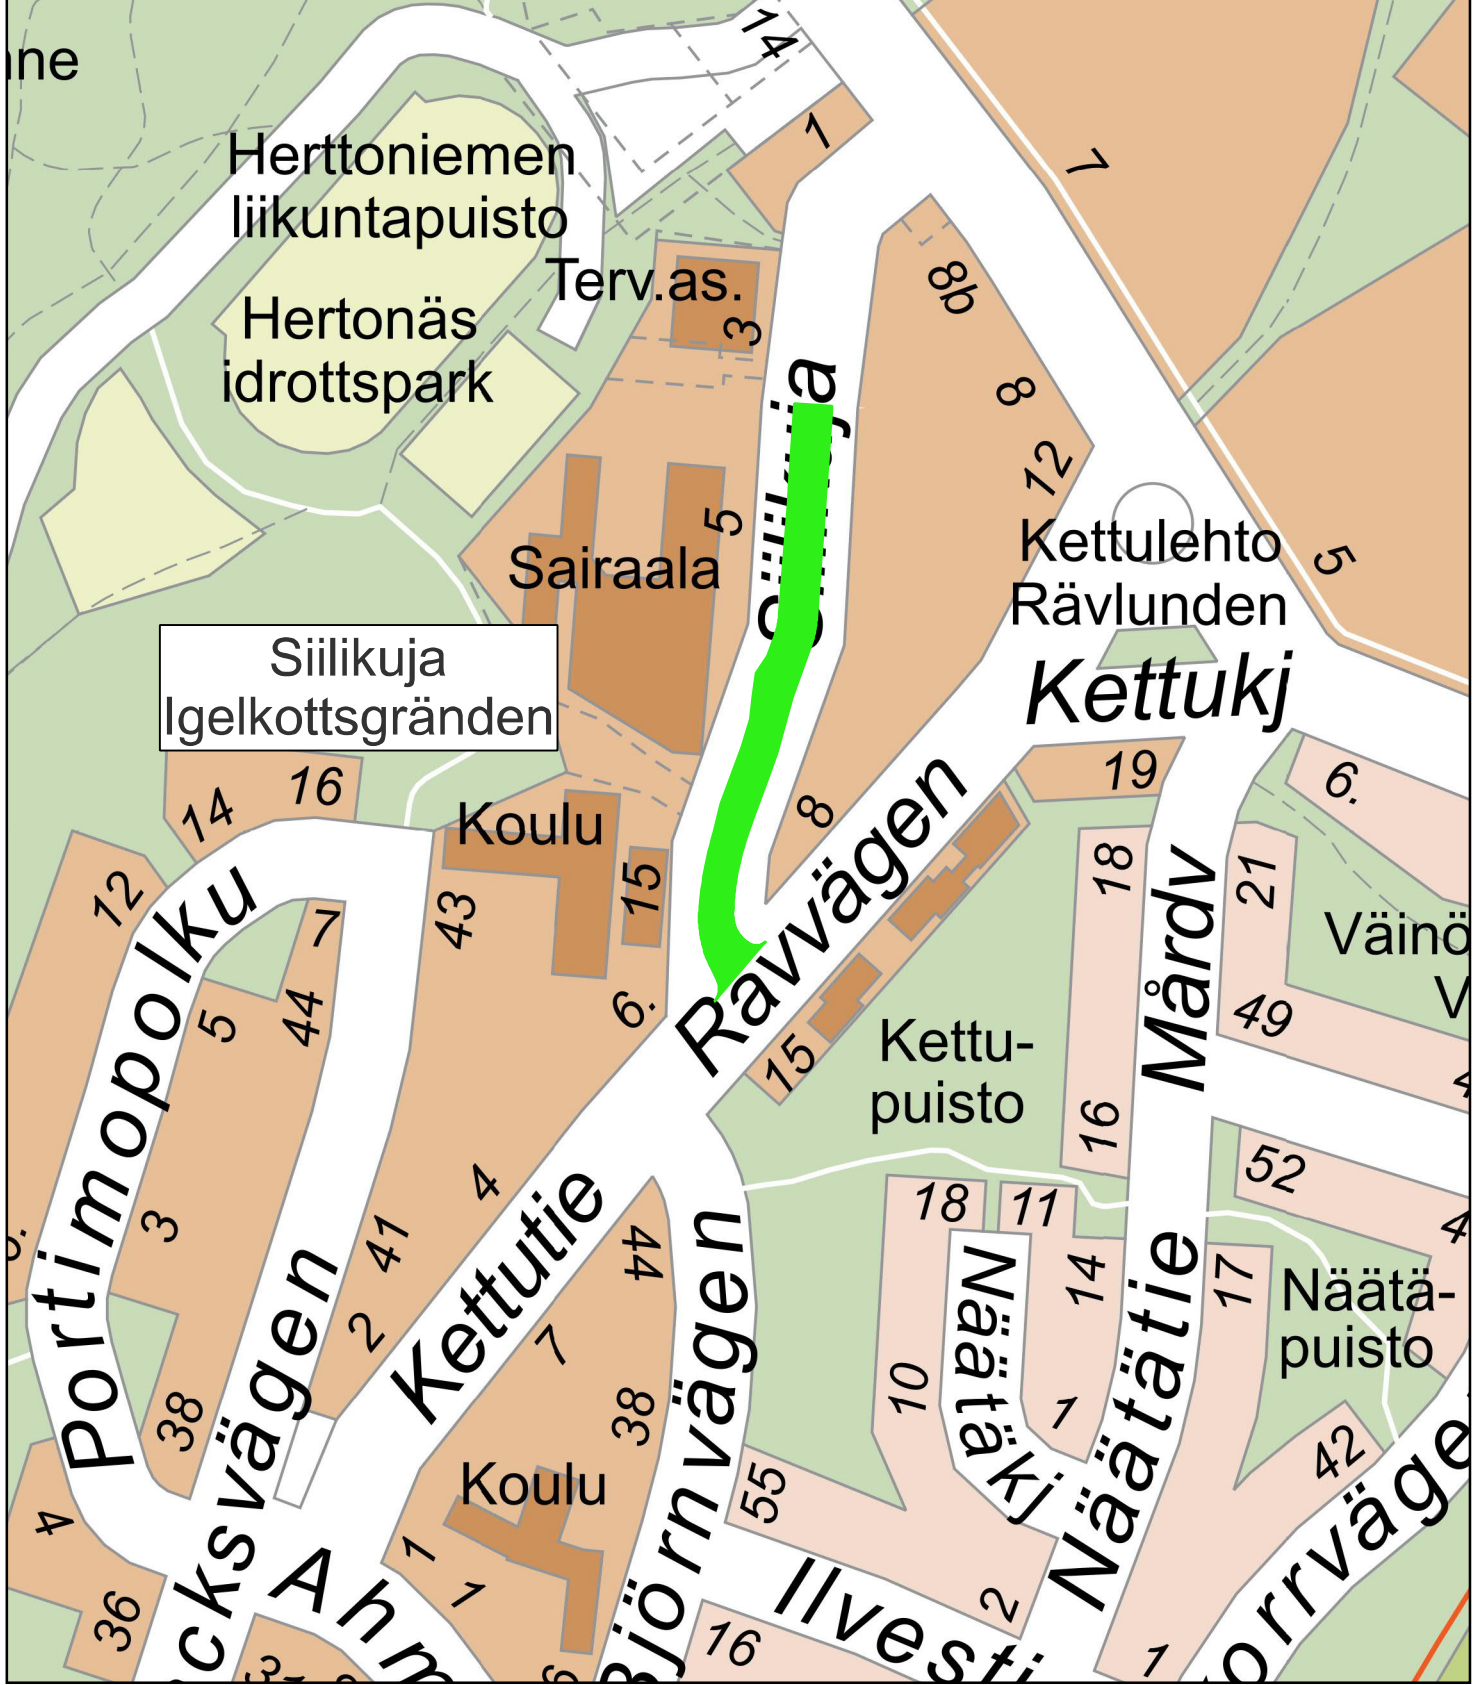 14
1
7
Herttoniemen
liikuntapuisto
Terv.as.
3
8b
Hertonäs
idrottspark
8
12
5
Sairaala
Kettulehto
Rävlunden
5
Siilikuja
Igelkottsgränden
Kettukj
19
6.
16
14
Koulu
15
8
Rävvägen
18
21
12
7
43
Portimopolku
5
44
6.
15
Kettu-
puisto
Mårdv
49
Väinö
V
16
52
3
41
4
Kettutie
44
18
11
14
17
Näätä-
puisto
2
7
38
10
Näätäkj
1
Näätätie
38
Koulu
Björnvägen
55
42
4
1
1
2
36
Ahm
16
Ilvesti
1